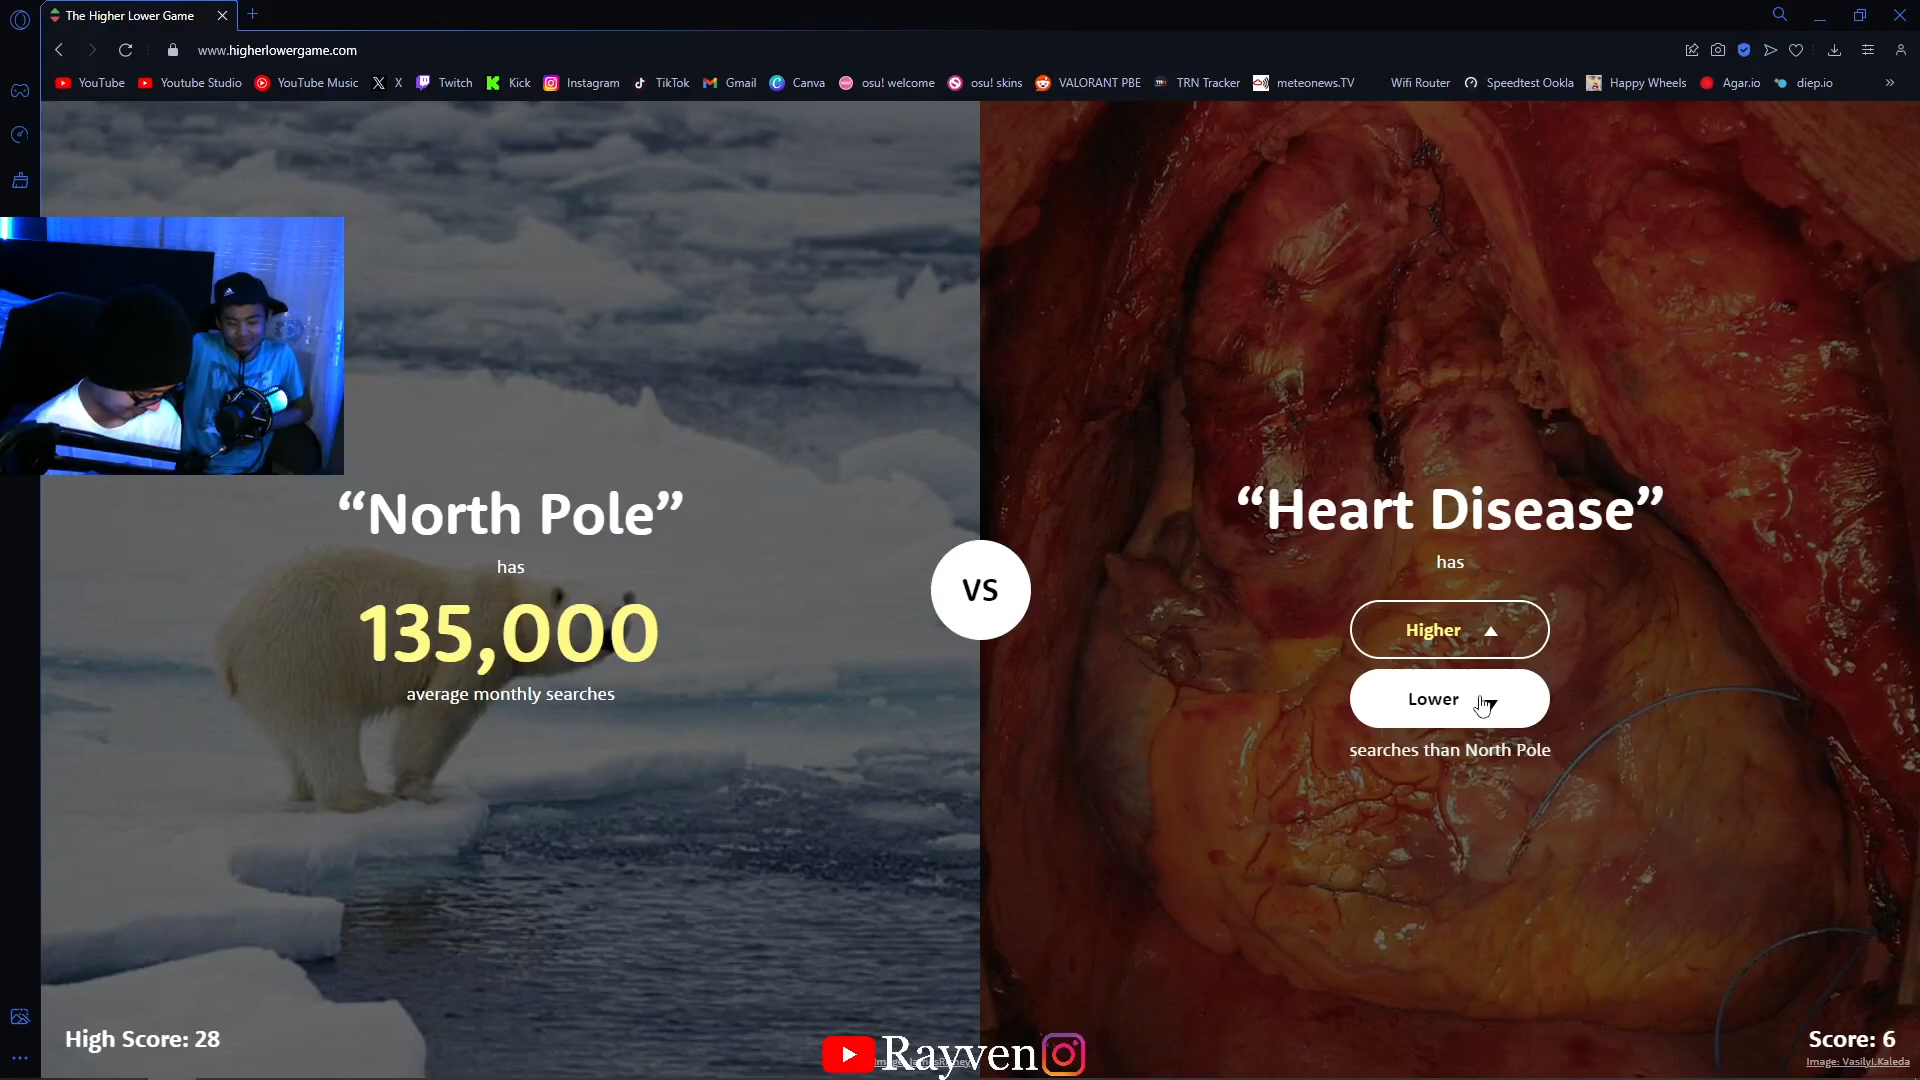 The Higher Lower Game
www.higherlowergame.com
YouTube Youtube Studio YouTube Music X Twitch Kick Instagram TikTok Gmail Canva osu! welcome osu! skins VALORANT PBE TRN Tracker meteonews.TV Wifi Router Speedtest Ookla Happy Wheels Agar.io diep.io
“North Pole”
has
135,000
average monthly searches
VS
“Heart Disease”
has
Higher
Lower
searches than North Pole
High Score: 28
Rayven
Score: 6
Image: VasilyI.Kaleda